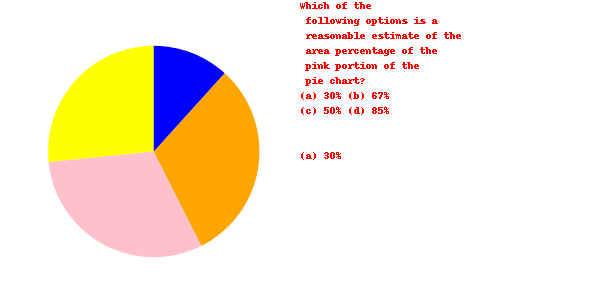 Which of the
following options is a
reasonable estimate of the
area percentage of the
pink portion of the
pie chart?
(a) 30% (b) 67%
(c) 50% (d) 85%
(a) 30%